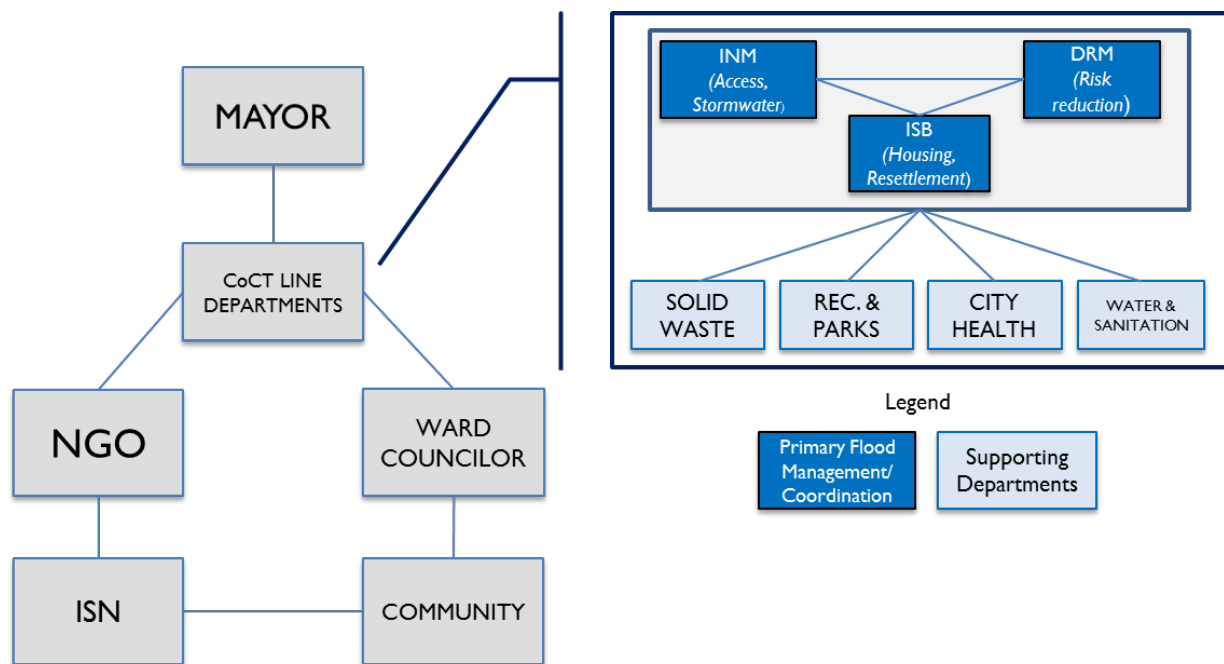 MAYOR
CoCT LINE
DEPARTMENTS
NGO
WARD
COUNCILOR
ISN
COMMUNITY
INM
(Access,
Stormwater)
DRM
(Risk
reduction)
ISB
(Housing,
Resettlement)
SOLID
WASTE
REC. &
PARKS
CITY
HEALTH
WATER &
SANITATION
Legend
Primary Flood
Management/
Coordination
Supporting
Departments